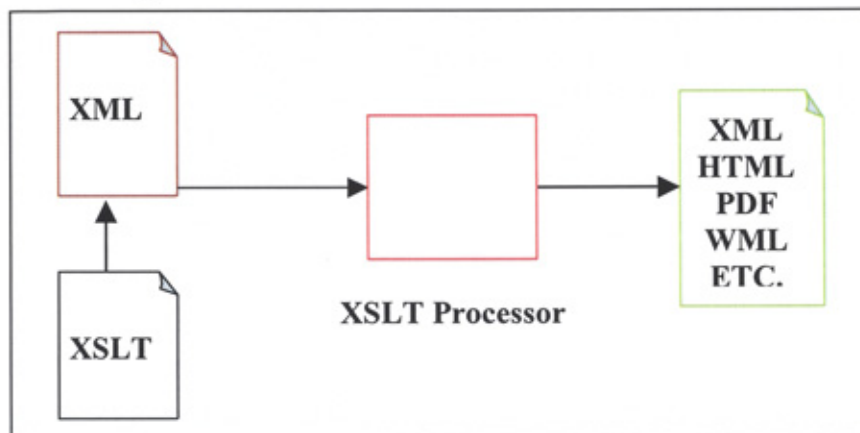 XML
XSLT
XSLT Processor
XML
HTML
PDF
WML
ETC.